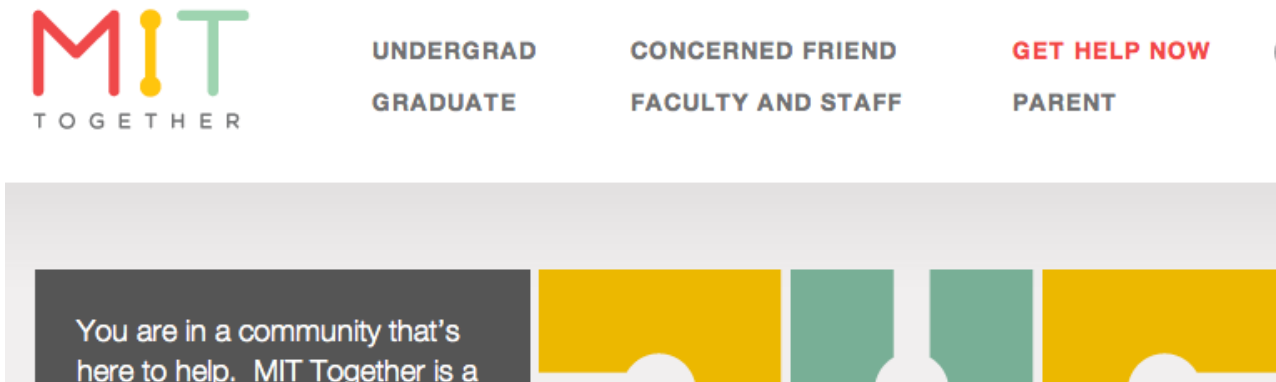 MIT
TOGETHER
UNDERGRAD
GRADUATE
CONCERNED FRIEND
FACULTY AND STAFF
GET HELP NOW
PARENT
You are in a community that's
here to help. MIT Together is a